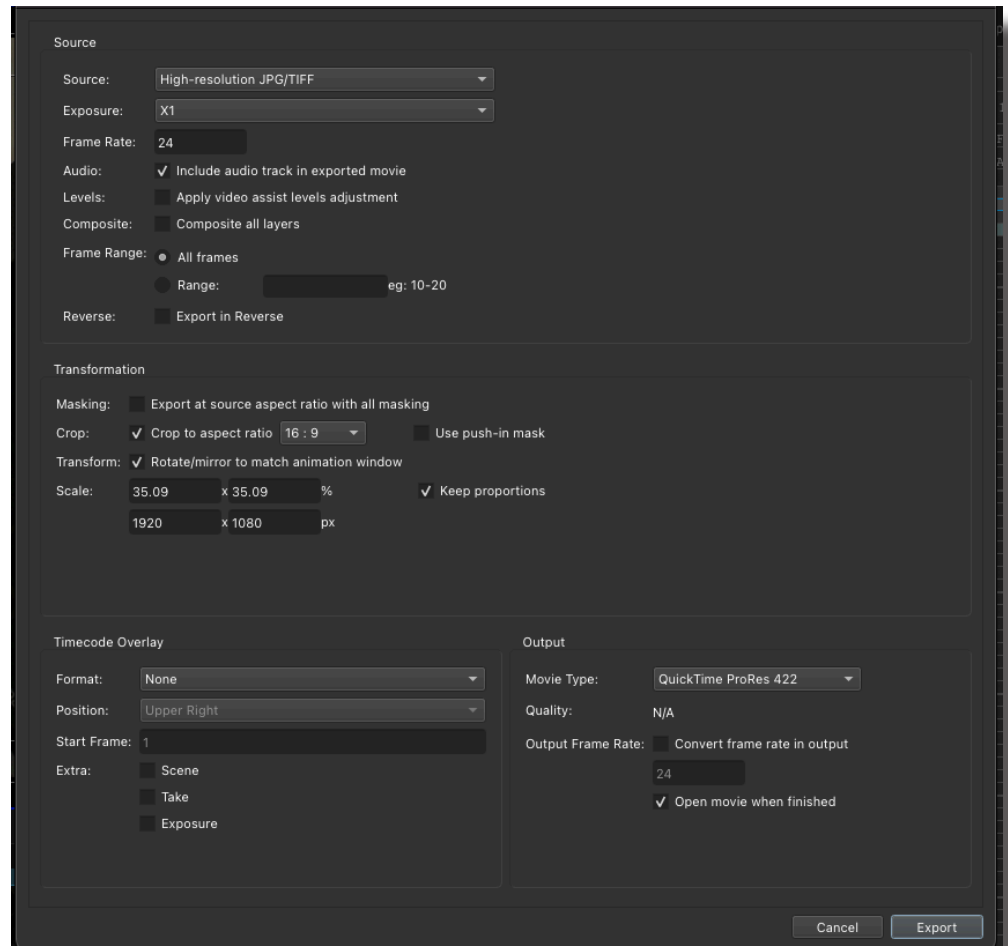 Source
Source: High-resolution JPG/TIFF
Exposure: X1
Frame Rate: 24
Audio: Include audio track in exported movie
Levels: Apply video assist levels adjustment
Composite: Composite all layers
Frame Range: All frames
Range: eg: 10-20
Reverse: Export in Reverse
Transformation
Masking: Export at source aspect ratio with all masking
Crop: Crop to aspect ratio 16 : 9 Use push-in mask
Transform: Rotate/mirror to match animation window
Scale: 35.09 x 35.09 % Keep proportions
1920 x 1080 px
Timecode Overlay
Format: None
Position: Upper Right
Start Frame: 1
Extra: Scene
Take
Exposure
Output
Movie Type: QuickTime ProRes 422
Quality: N/A
Output Frame Rate: Convert frame rate in output
24
Open movie when finished
Cancel Export